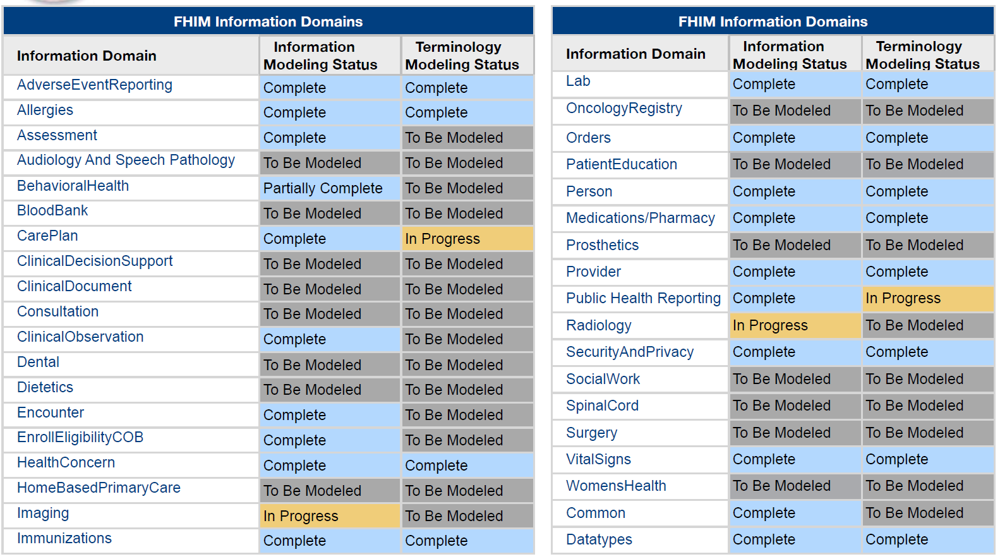 FHIM Information Domains
Information Domain Information Modeling Status Terminology Modeling Status
AdverseEventReporting Complete Complete
Allergies Complete Complete
Assessment Complete To Be Modeled
Audiology And Speech Pathology To Be Modeled To Be Modeled
BehavioralHealth Partially Complete To Be Modeled
BloodBank To Be Modeled To Be Modeled
CarePlan Complete In Progress
ClinicalDecisionSupport To Be Modeled To Be Modeled
ClinicalDocument To Be Modeled To Be Modeled
Consultation To Be Modeled To Be Modeled
ClinicalObservation Complete To Be Modeled
Dental To Be Modeled To Be Modeled
Dietetics To Be Modeled To Be Modeled
Encounter Complete To Be Modeled
EnrollEligibilityCOB Complete To Be Modeled
HealthConcern Complete Complete
HomeBasedPrimaryCare To Be Modeled To Be Modeled
Imaging In Progress To Be Modeled
Immunizations Complete Complete
FHIM Information Domains
Information Domain Information Modeling Status Terminology Modeling Status
Lab Complete Complete
OncologyRegistry To Be Modeled To Be Modeled
Orders Complete Complete
PatientEducation To Be Modeled To Be Modeled
Person Complete Complete
Medications/Pharmacy Complete Complete
Prosthetics To Be Modeled To Be Modeled
Provider Complete Complete
Public Health Reporting Complete In Progress
Radiology In Progress To Be Modeled
SecurityAndPrivacy Complete Complete
SocialWork To Be Modeled To Be Modeled
SpinalCord To Be Modeled To Be Modeled
Surgery To Be Modeled To Be Modeled
VitalSigns Complete Complete
WomensHealth To Be Modeled To Be Modeled
Common Complete To Be Modeled
Datatypes Complete Complete